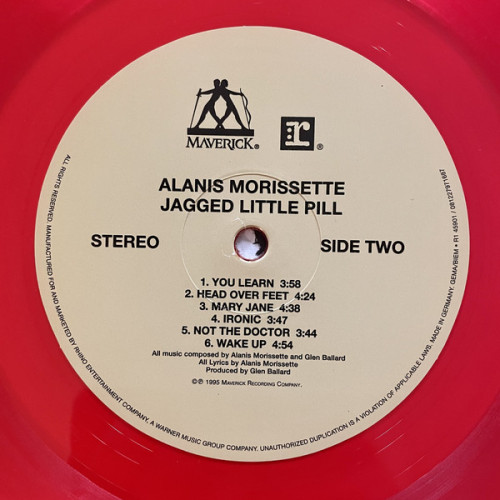 MAVERICK®
r ®
ALANIS MORISSETTE
JAGGED LITTLE PILL
STEREO
SIDE TWO
1. YOU LEARN 3:58
2. HEAD OVER FEET 4:24
3. MARY JANE 4:38
4. IRONIC 3:47
5. NOT THE DOCTOR 3:44
6. WAKE UP 4:54
All music composed by Alanis Morissette and Glen Ballard
All Lyrics by Alanis Morissette
Produced by Glen Ballard
©℗ 1995 MAVERICK RECORDING COMPANY.
ALL RIGHTS RESERVED. MANUFACTURED FOR AND MARKETED BY RHINO ENTERTAINMENT COMPANY. A WARNER MUSIC GROUP COMPANY. UNAUTHORIZED DUPLICATION IS A VIOLATION OF APPLICABLE LAWS. MADE IN GERMANY. GEMA/BIEM • R1 45901 / 081227971687